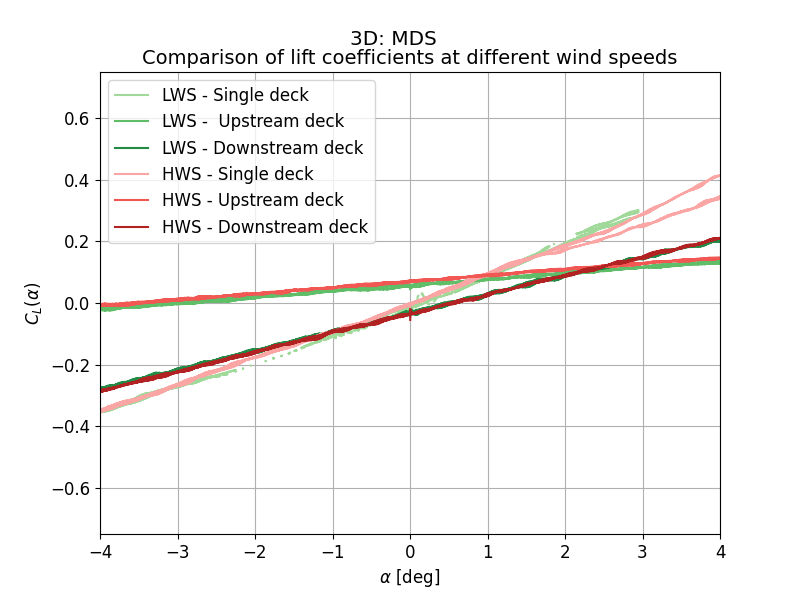 3D: MDS
Comparison of lift coefficients at different wind speeds
LWS - Single deck
LWS -  Upstream deck
LWS - Downstream deck
HWS - Single deck
HWS - Upstream deck
HWS - Downstream deck
0.6
0.4
0.2
0.0
−0.2
−0.4
−0.6
C_L(α)
−4 −3 −2 −1 0 1 2 3 4
α [deg]